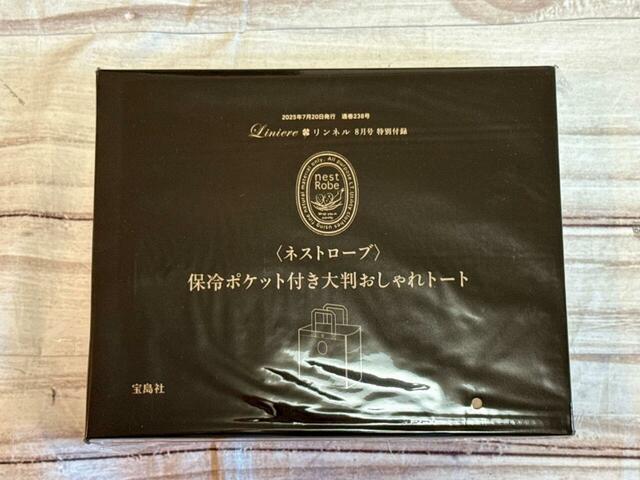 2025年7月20日発行 通巻238号
Liniere リンネル 8月号 特別付録
nest
Robe
〈ネストローブ〉
保冷ポケット付き大判おしゃれトート
宝島社